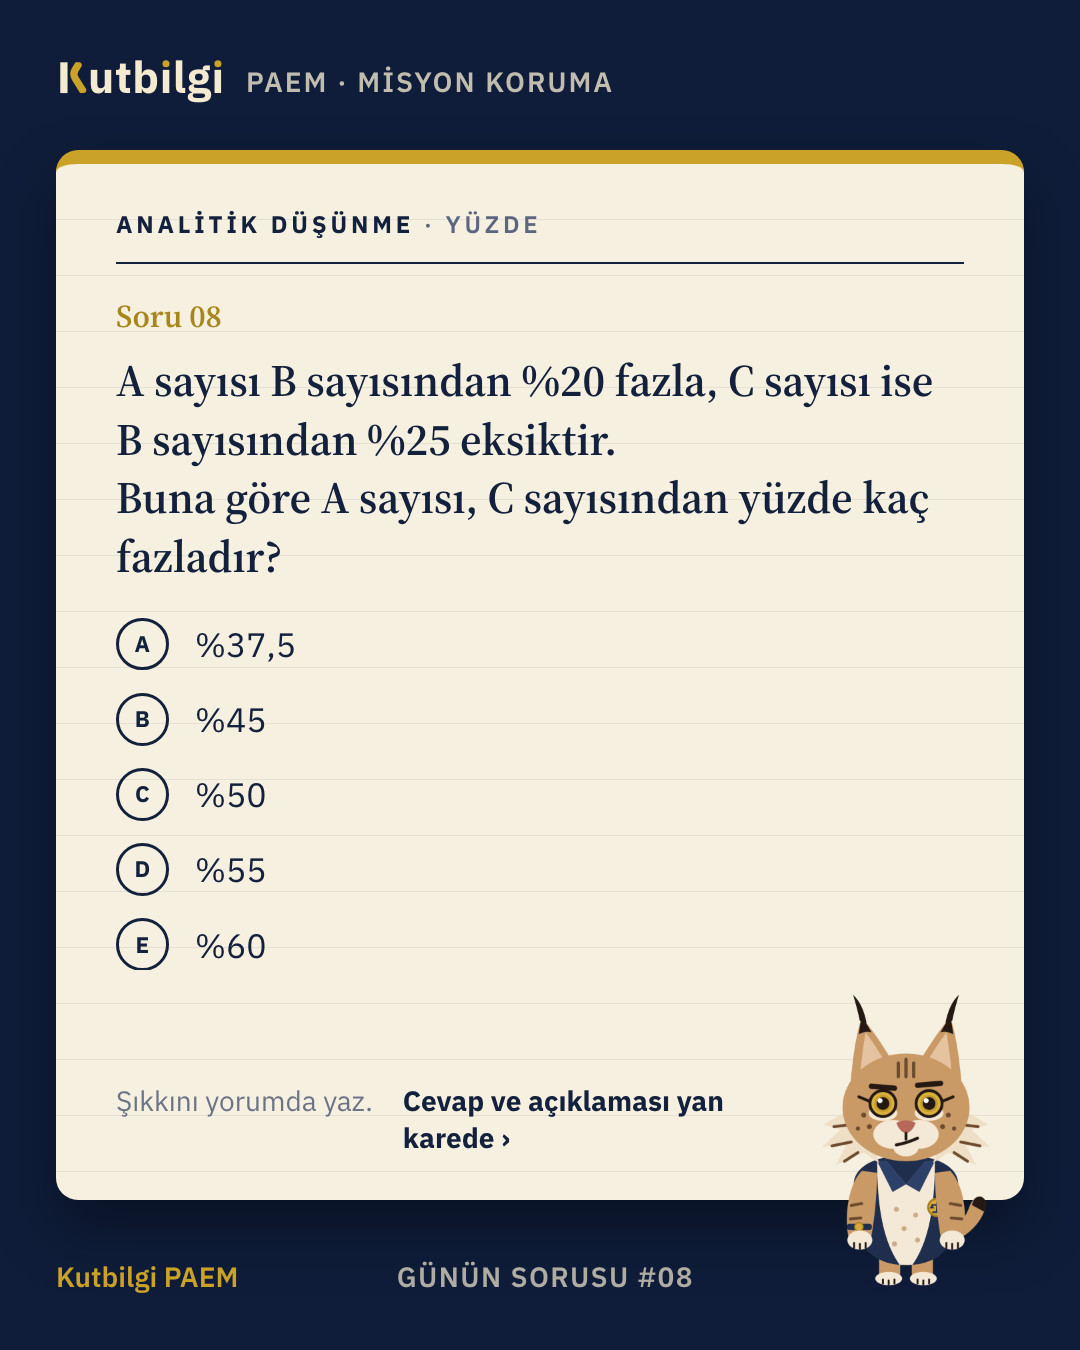 Kutbilgi PAEM · MİSYON KORUMA
ANALİTİK DÜŞÜNME · YÜZDE
Soru 08
A sayısı B sayısından %20 fazla, C sayısı ise
B sayısından %25 eksiktir.
Buna göre A sayısı, C sayısından yüzde kaç
fazladır?
A %37,5
B %45
C %50
D %55
E %60
Şıkkını yorumda yaz. Cevap ve açıklaması yan
karede ›
Kutbilgi PAEM GÜNÜN SORUSU #08